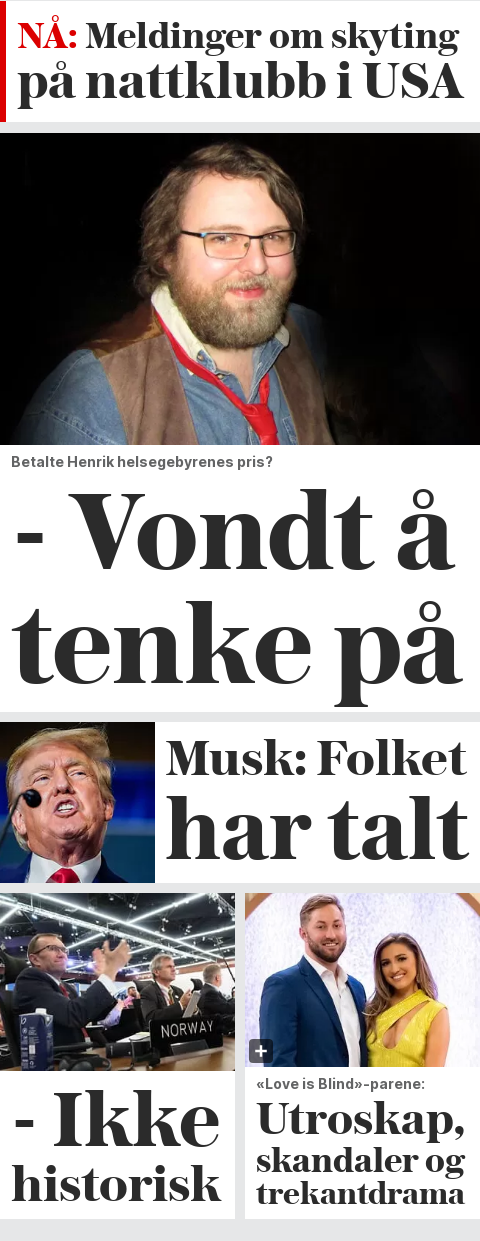 NÅ: Meldinger om skyting
på nattklubb i USA
Betalte Henrik helsegebyrenes pris?
- Vondt å
tenke på
Musk: Folket
har talt
NORWAY
- Ikke
historisk
«Love is Blind»-parene:
Utroskap,
skandaler og
trekantdrama